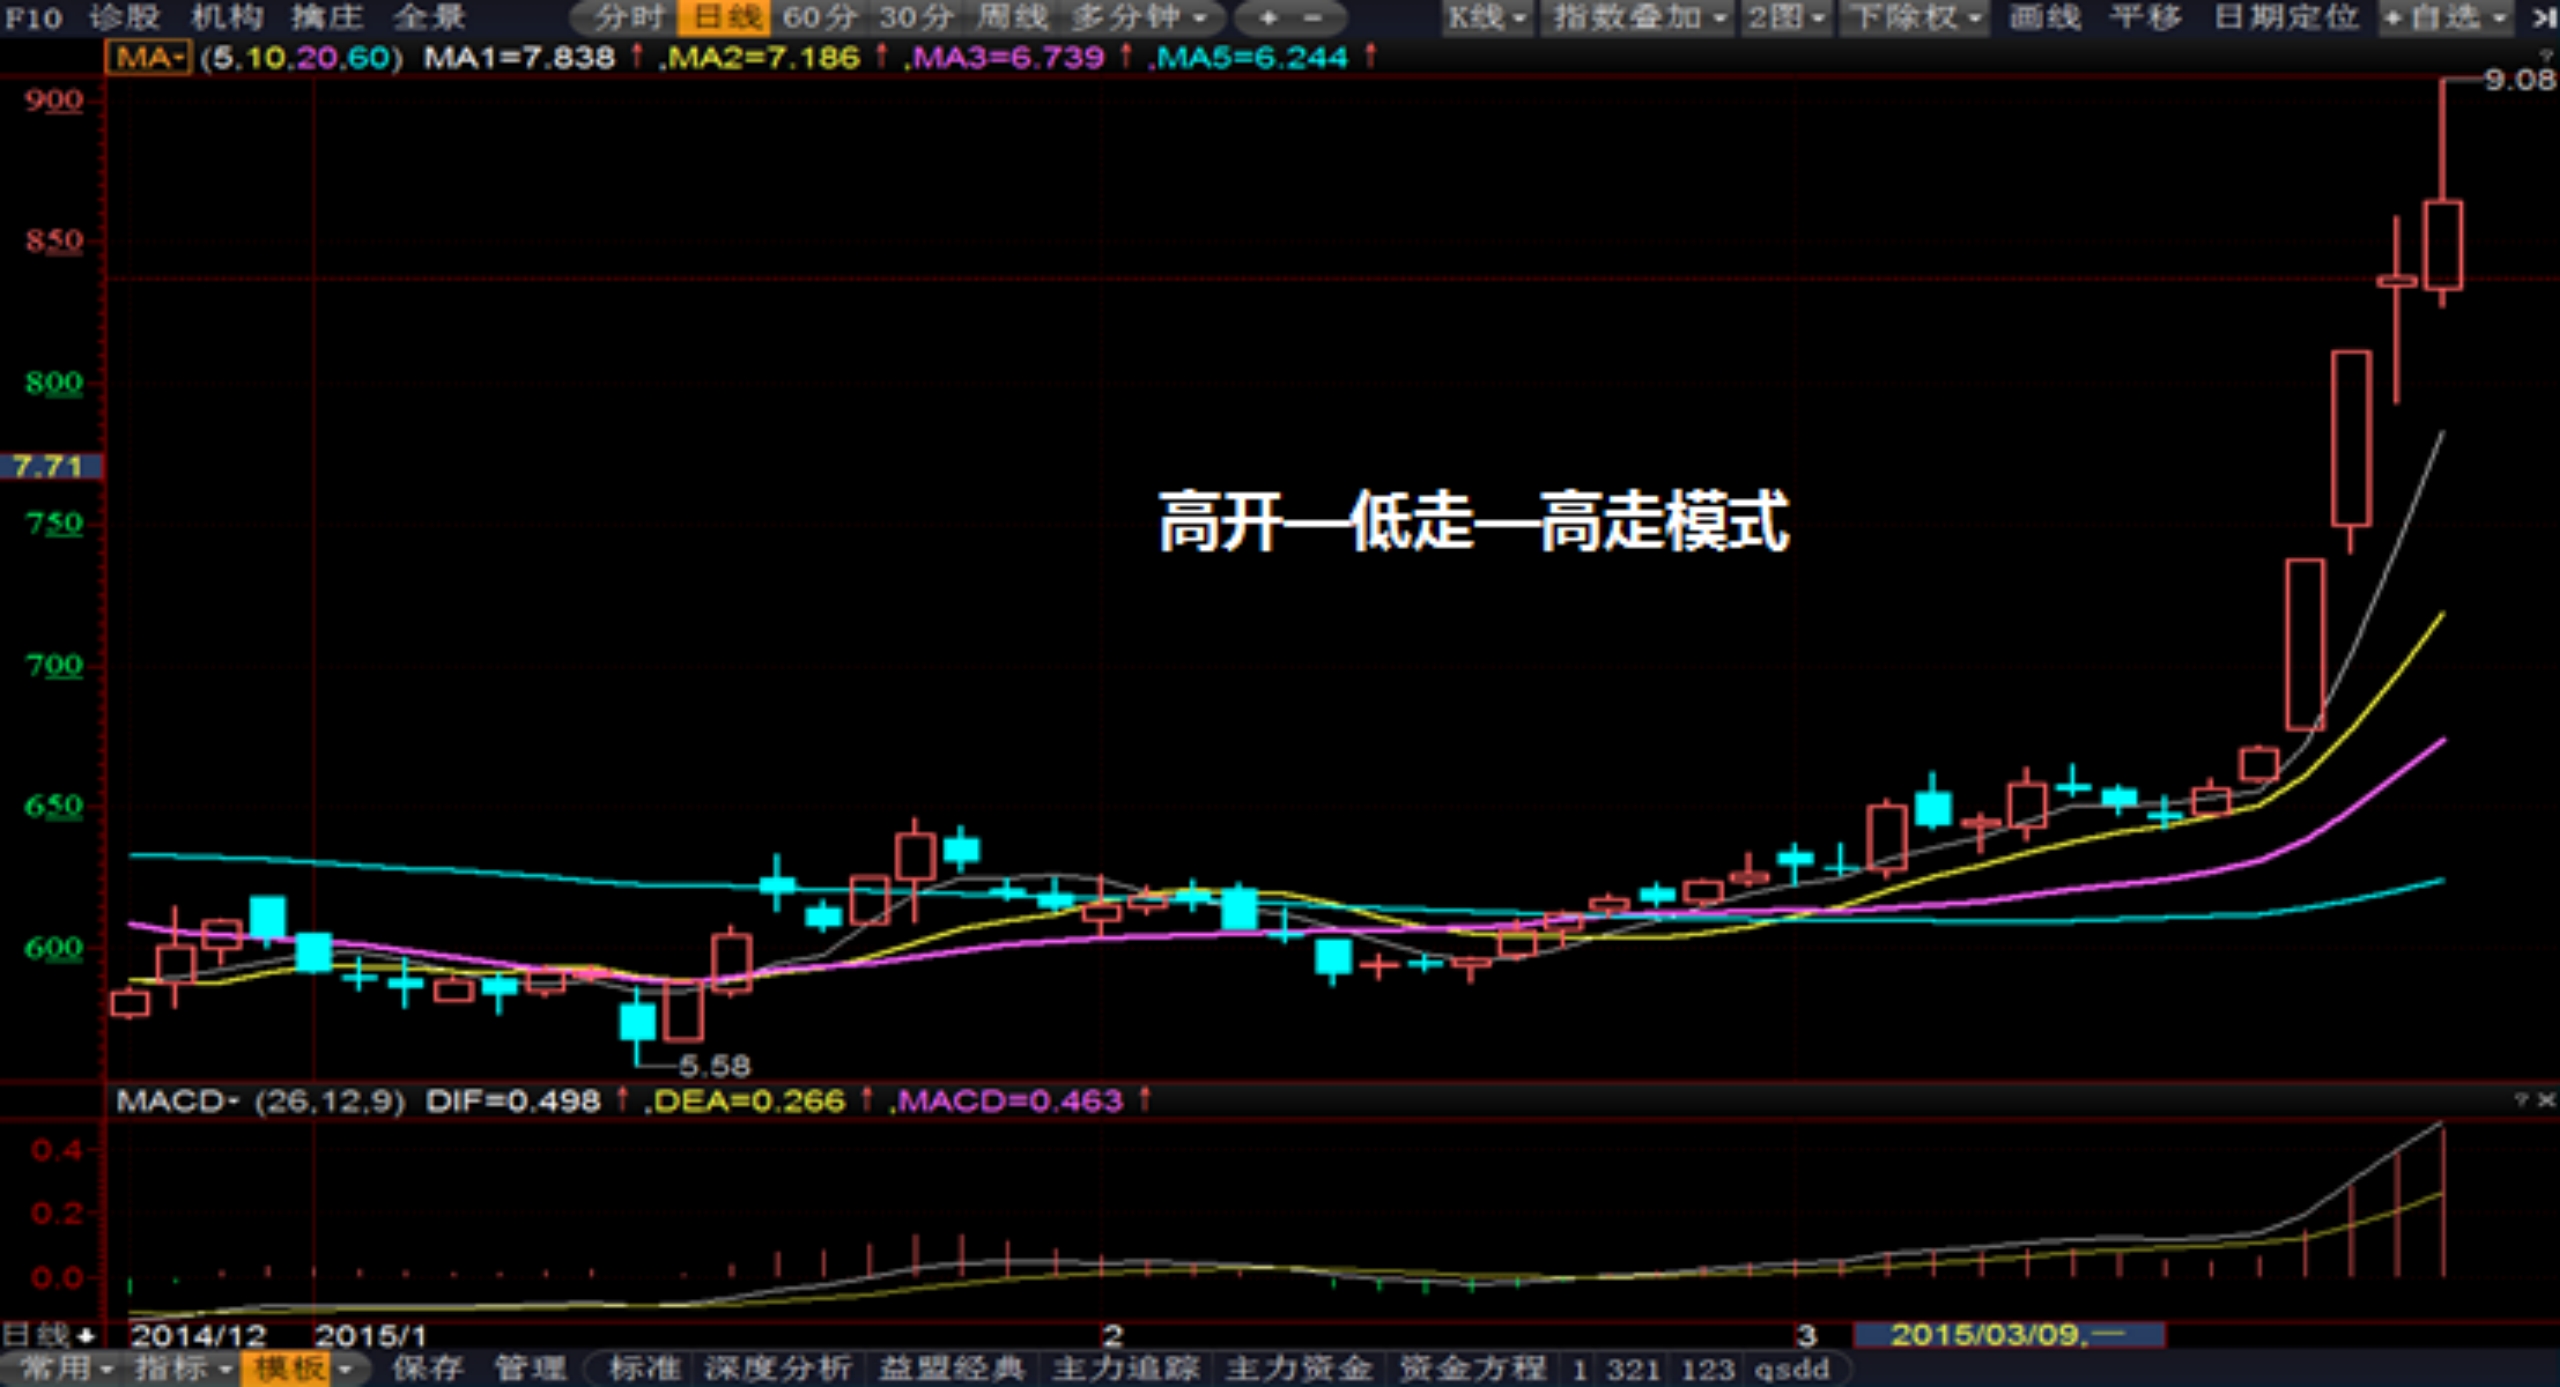 F10 诊股 机构 擒庄 全景 分时 日线 60分 30分 周线 多分钟 + - K线 指数叠加 2图 下除权 画线 平移 日期定位 +自选
MA (5,10,20,60) MA1=7.838↑ ,MA2=7.186↑ ,MA3=6.739↑ ,MA5=6.244↑ ?
9.08
900
850
800
7.71
高开—低走—高走模式
750
700
650
600
5.58
MACD (26,12,9) DIF=0.498↑ ,DEA=0.266↑ ,MACD=0.463↑ ? ×
0.4
0.2
0.0
日线 2014/12 2015/1 2 3 2015/03/09,一
常用 指标 模板 保存 管理 标准 深度分析 益盟经典 主力追踪 主力资金 资金方程 1 321 123 qsdd